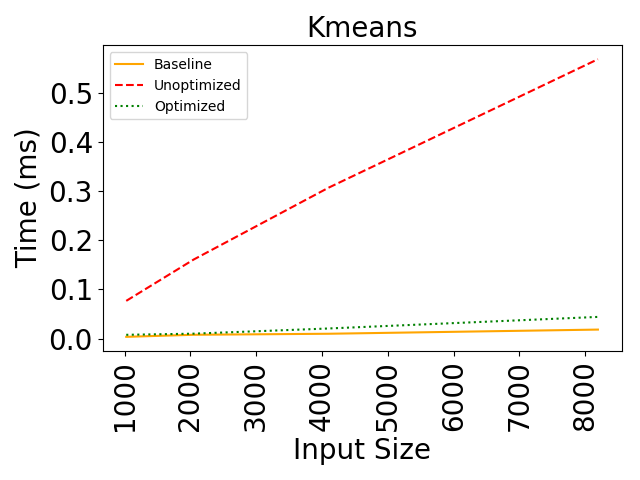 Kmeans
Baseline
Unoptimized
Optimized
Time (ms)
0.5
0.4
0.3
0.2
0.1
0.0
1000
2000
3000
4000
5000
6000
7000
8000
Input Size